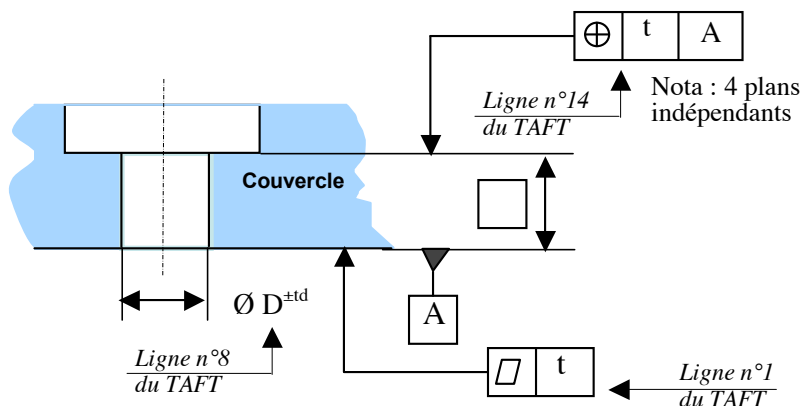 ⌖ t A
Ligne n°14
du TAFT
Nota : 4 plans
indépendants
Couvercle
A
Ø D±td
Ligne n°8
du TAFT
▱ t
Ligne n°1
du TAFT